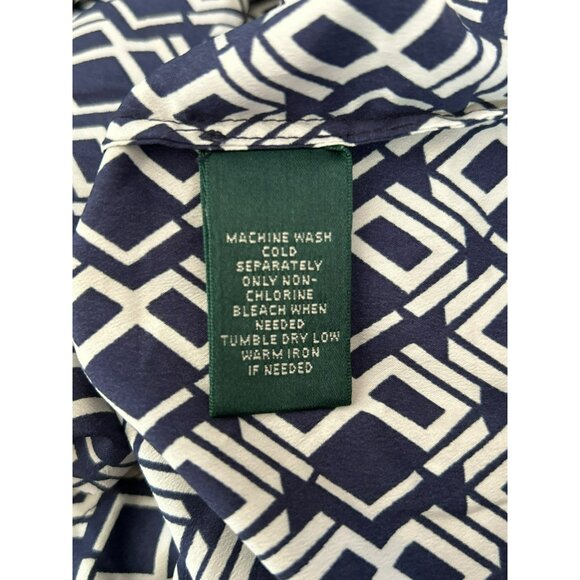 MACHINE WASH
COLD
SEPARATELY
ONLY NON-
CHLORINE
BLEACH WHEN
NEEDED
TUMBLE DRY LOW
WARM IRON
IF NEEDED